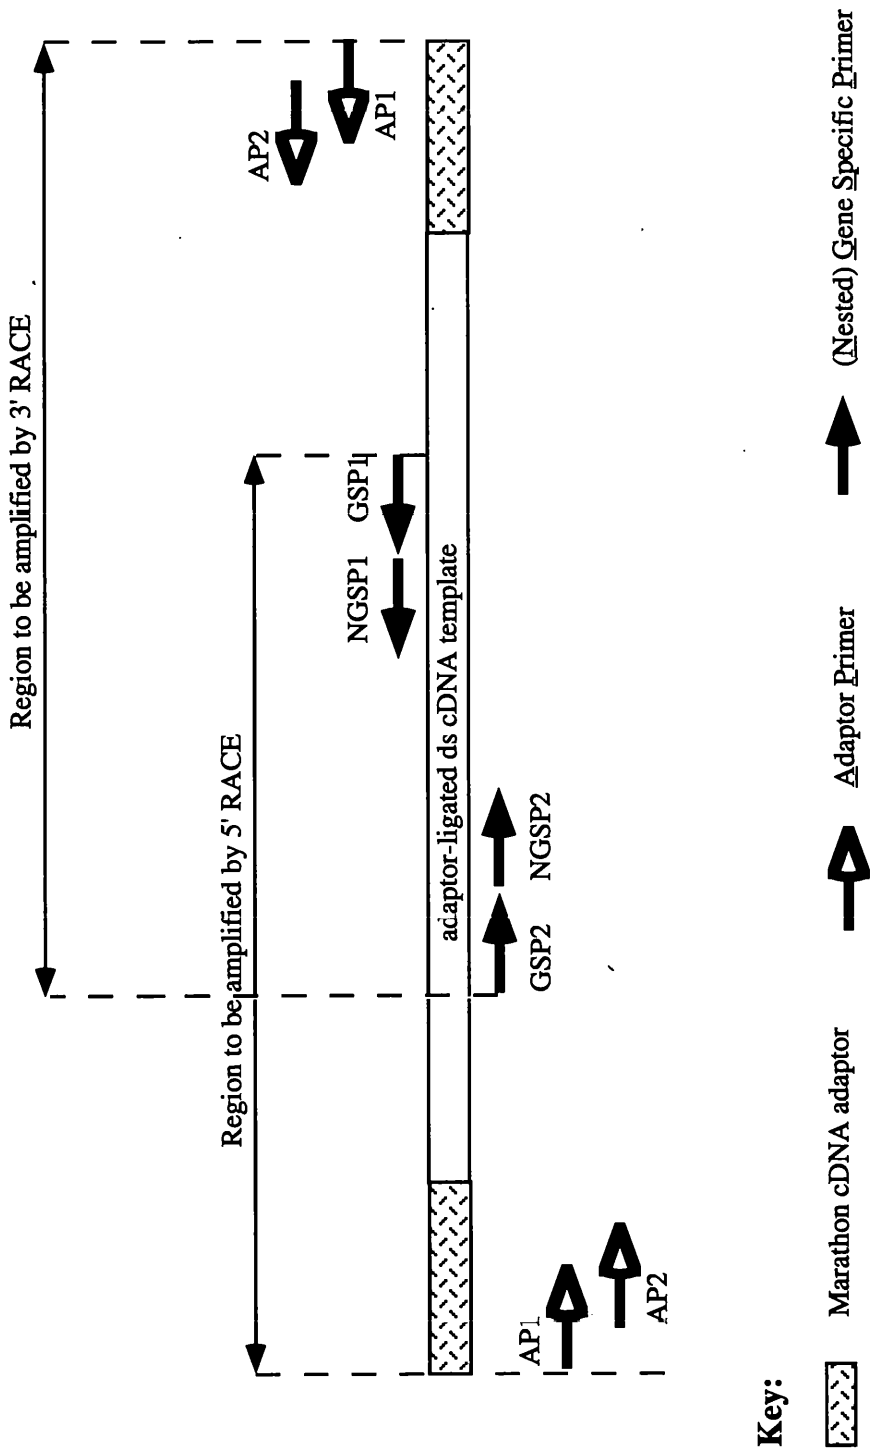 Region to be amplified by 3' RACE
AP2
AP1
Region to be amplified by 5' RACE
NGSP1
GSP1
adaptor-ligated ds cDNA template
GSP2
NGSP2
AP1
AP2
Key:
Marathon cDNA adaptor
Adaptor Primer
(Nested) Gene Specific Primer